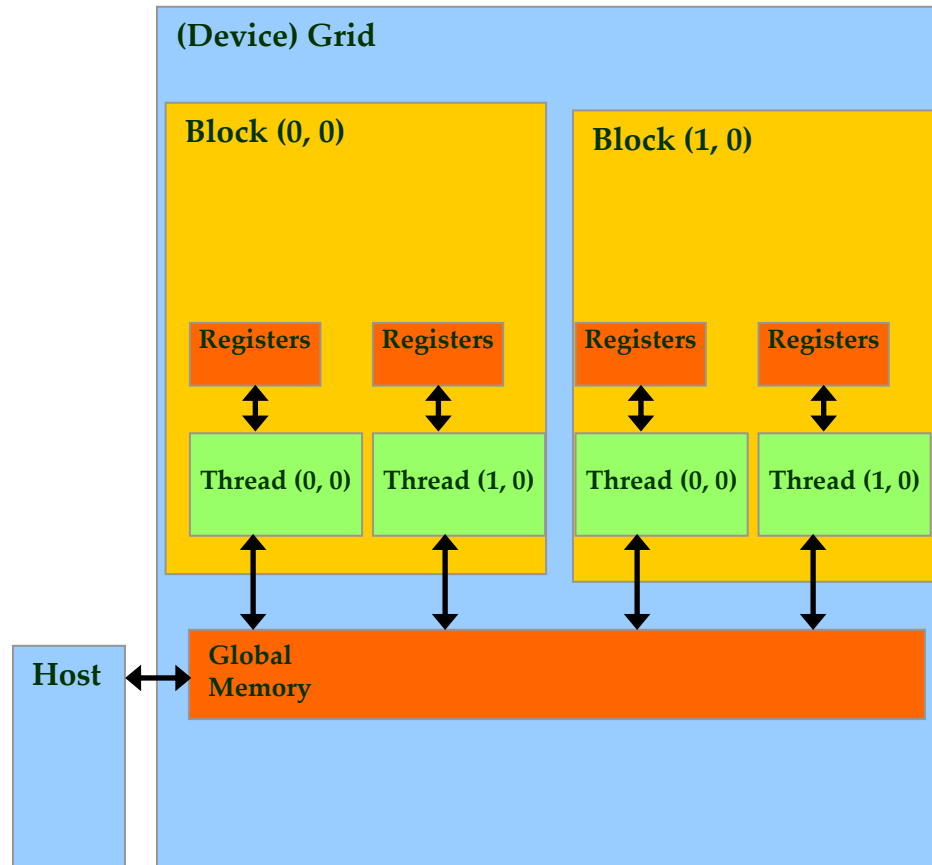 (Device) Grid
Block (0, 0)
Block (1, 0)
Registers
Registers
Registers
Registers
Thread (0, 0)
Thread (1, 0)
Thread (0, 0)
Thread (1, 0)
Global
Memory
Host